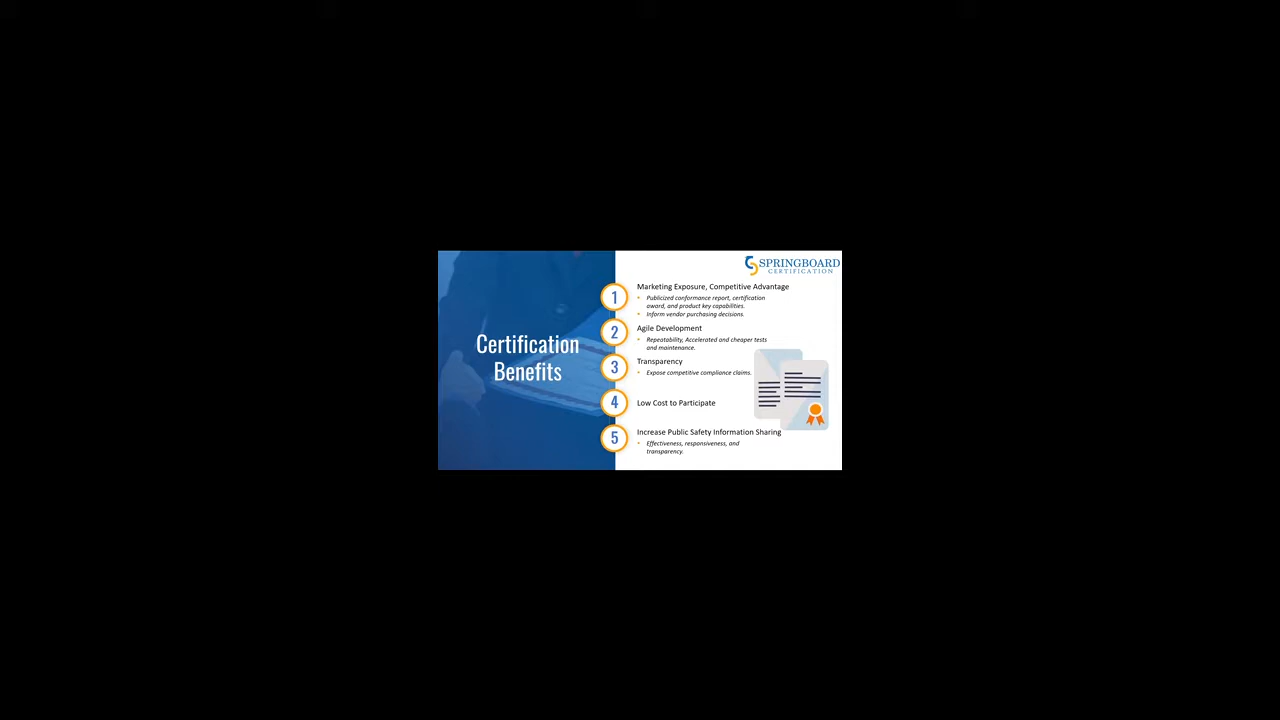 SPRINGBOARD
CERTIFICATION
Certification
Benefits
1
Marketing Exposure, Competitive Advantage
• Publicized conformance report, certification
award, and product key capabilities.
• Inform vendor purchasing decisions.
2
Agile Development
• Repeatability, Accelerated and cheaper tests
and maintenance.
3
Transparency
• Expose competitive compliance claims.
4
Low Cost to Participate
5
Increase Public Safety Information Sharing
• Effectiveness, responsiveness, and
transparency.